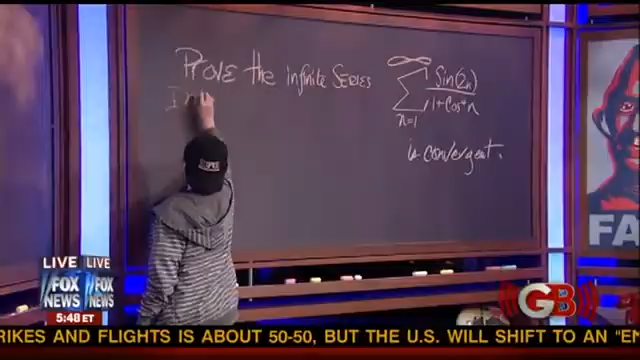 Prove the infinite series
∞
Σ sin(2n)
1+cos⁴n
n=1
is convergent.
LIVE LIVE
FOX NEWS FOX NEWS
5:48 ET
GB
FA
RIKES AND FLIGHTS IS ABOUT 50-50, BUT THE U.S. WILL SHIFT TO AN "E